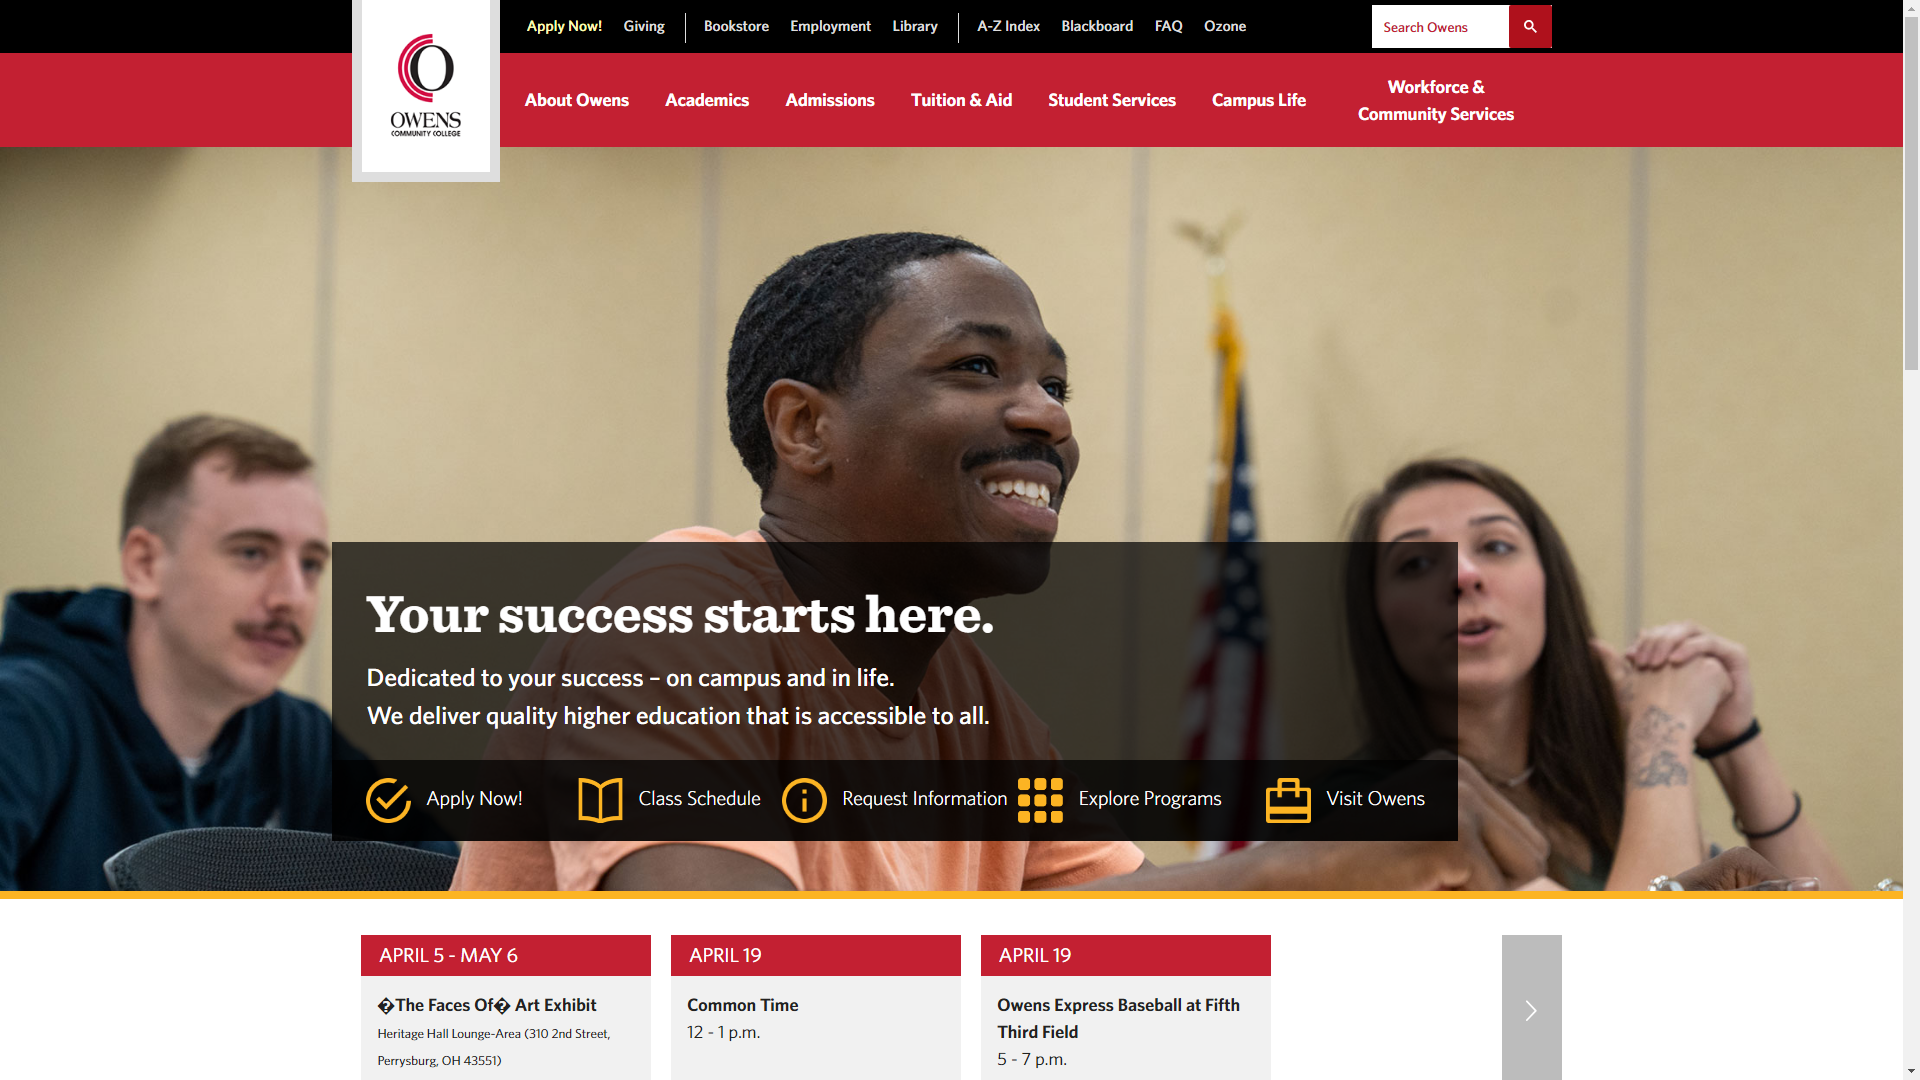 Apply Now! Giving Bookstore Employment Library A-Z Index Blackboard FAQ Ozone Search Owens
OWENS
COMMUNITY COLLEGE
About Owens Academics Admissions Tuition & Aid Student Services Campus Life Workforce &
Community Services
Your success starts here.
Dedicated to your success – on campus and in life.
We deliver quality higher education that is accessible to all.
Apply Now! Class Schedule Request Information Explore Programs Visit Owens
APRIL 5 - MAY 6
�The Faces Of� Art Exhibit
Heritage Hall Lounge-Area (310 2nd Street,
Perrysburg, OH 43551)
APRIL 19
Common Time
12 - 1 p.m.
APRIL 19
Owens Express Baseball at Fifth
Third Field
5 - 7 p.m.